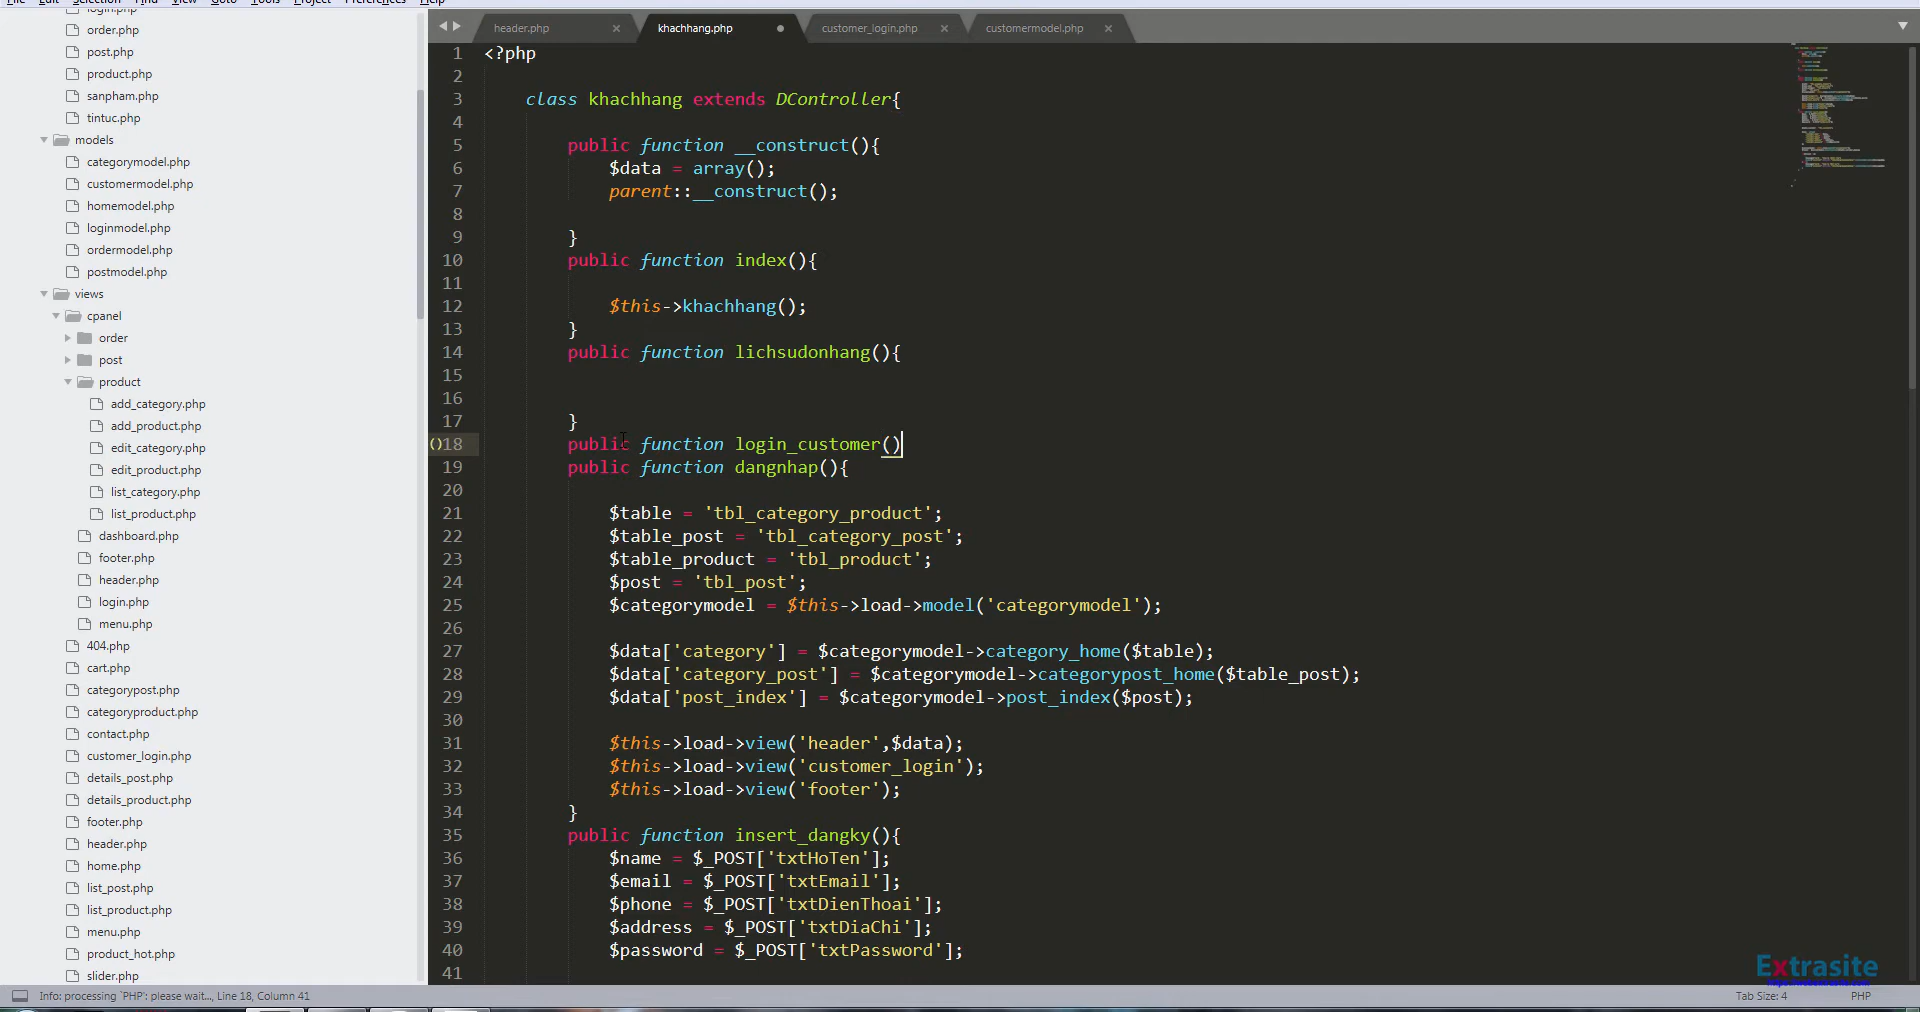 File Edit Selection Find View Goto Tools Project Preferences Help
login.php
order.php
post.php
product.php
sanpham.php
tintuc.php
models
categorymodel.php
customermodel.php
homemodel.php
loginmodel.php
ordermodel.php
postmodel.php
views
cpanel
order
post
product
add_category.php
add_product.php
edit_category.php
edit_product.php
list_category.php
list_product.php
dashboard.php
footer.php
header.php
login.php
menu.php
404.php
cart.php
categorypost.php
categoryproduct.php
contact.php
customer_login.php
details_post.php
details_product.php
footer.php
header.php
home.php
list_post.php
list_product.php
menu.php
product_hot.php
slider.php
header.php × khachhang.php customer_login.php × customermodel.php ×
1 <?php
2
3 class khachhang extends DController{
4
5 public function __construct(){
6 $data = array();
7 parent::__construct();
8
9 }
10 public function index(){
11
12 $this->khachhang();
13 }
14 public function lichsudonhang(){
15
16
17 }
()18 public function login_customer()
19 public function dangnhap(){
20
21 $table = 'tbl_category_product';
22 $table_post = 'tbl_category_post';
23 $table_product = 'tbl_product';
24 $post = 'tbl_post';
25 $categorymodel = $this->load->model('categorymodel');
26
27 $data['category'] = $categorymodel->category_home($table);
28 $data['category_post'] = $categorymodel->categorypost_home($table_post);
29 $data['post_index'] = $categorymodel->post_index($post);
30
31 $this->load->view('header',$data);
32 $this->load->view('customer_login');
33 $this->load->view('footer');
34 }
35 public function insert_dangky(){
36 $name = $_POST['txtHoTen'];
37 $email = $_POST['txtEmail'];
38 $phone = $_POST['txtDienThoai'];
39 $address = $_POST['txtDiaChi'];
40 $password = $_POST['txtPassword'];
41
Extrasite
Info: processing `PHP': please wait..., Line 18, Column 41
Tab Size: 4 PHP